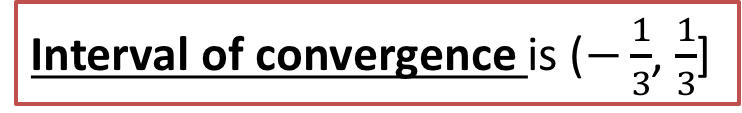 Interval of convergence is (−1/3, 1/3]